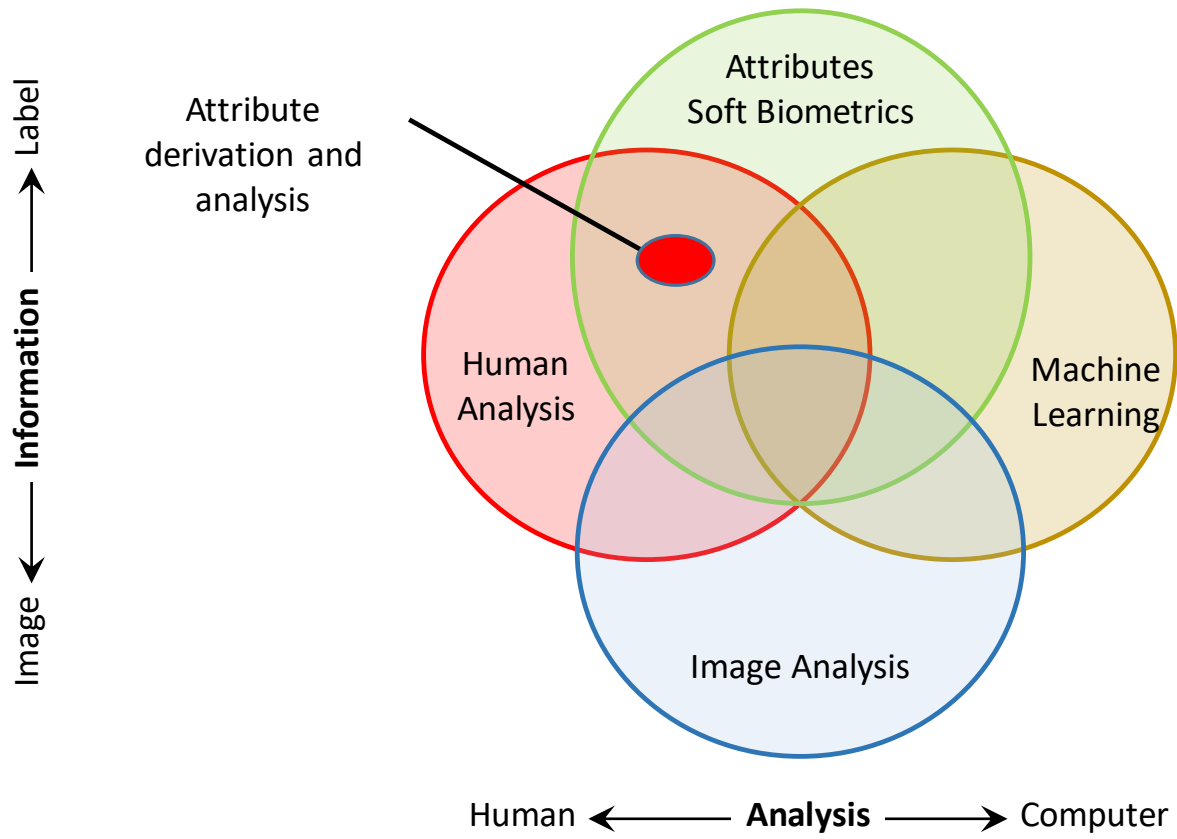 Attributes
Soft Biometrics
Attribute
derivation and
analysis
Human
Analysis
Machine
Learning
Image Analysis
Label
Information
Image
Human
Analysis
Computer